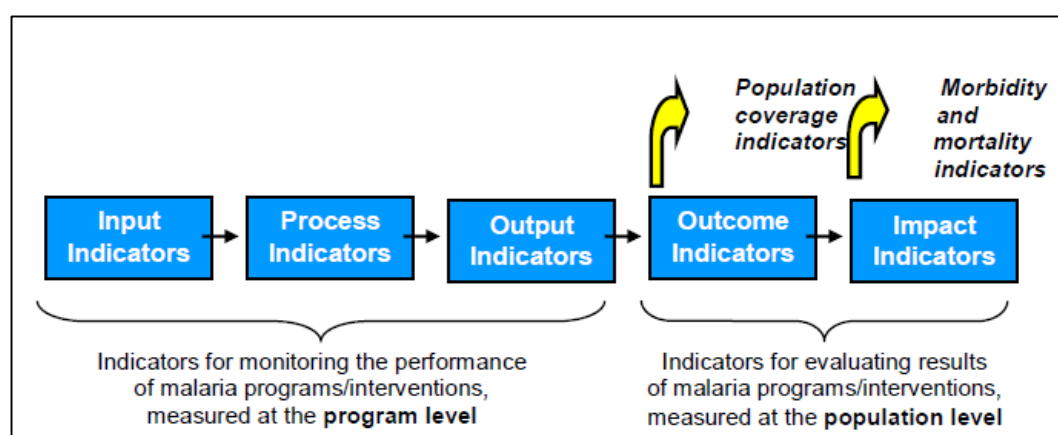 Population
coverage
indicators
Morbidity
and
mortality
indicators
Input
Indicators
Process
Indicators
Output
Indicators
Outcome
Indicators
Impact
Indicators
Indicators for monitoring the performance
of malaria programs/interventions,
measured at the program level
Indicators for evaluating results
of malaria programs/interventions,
measured at the population level